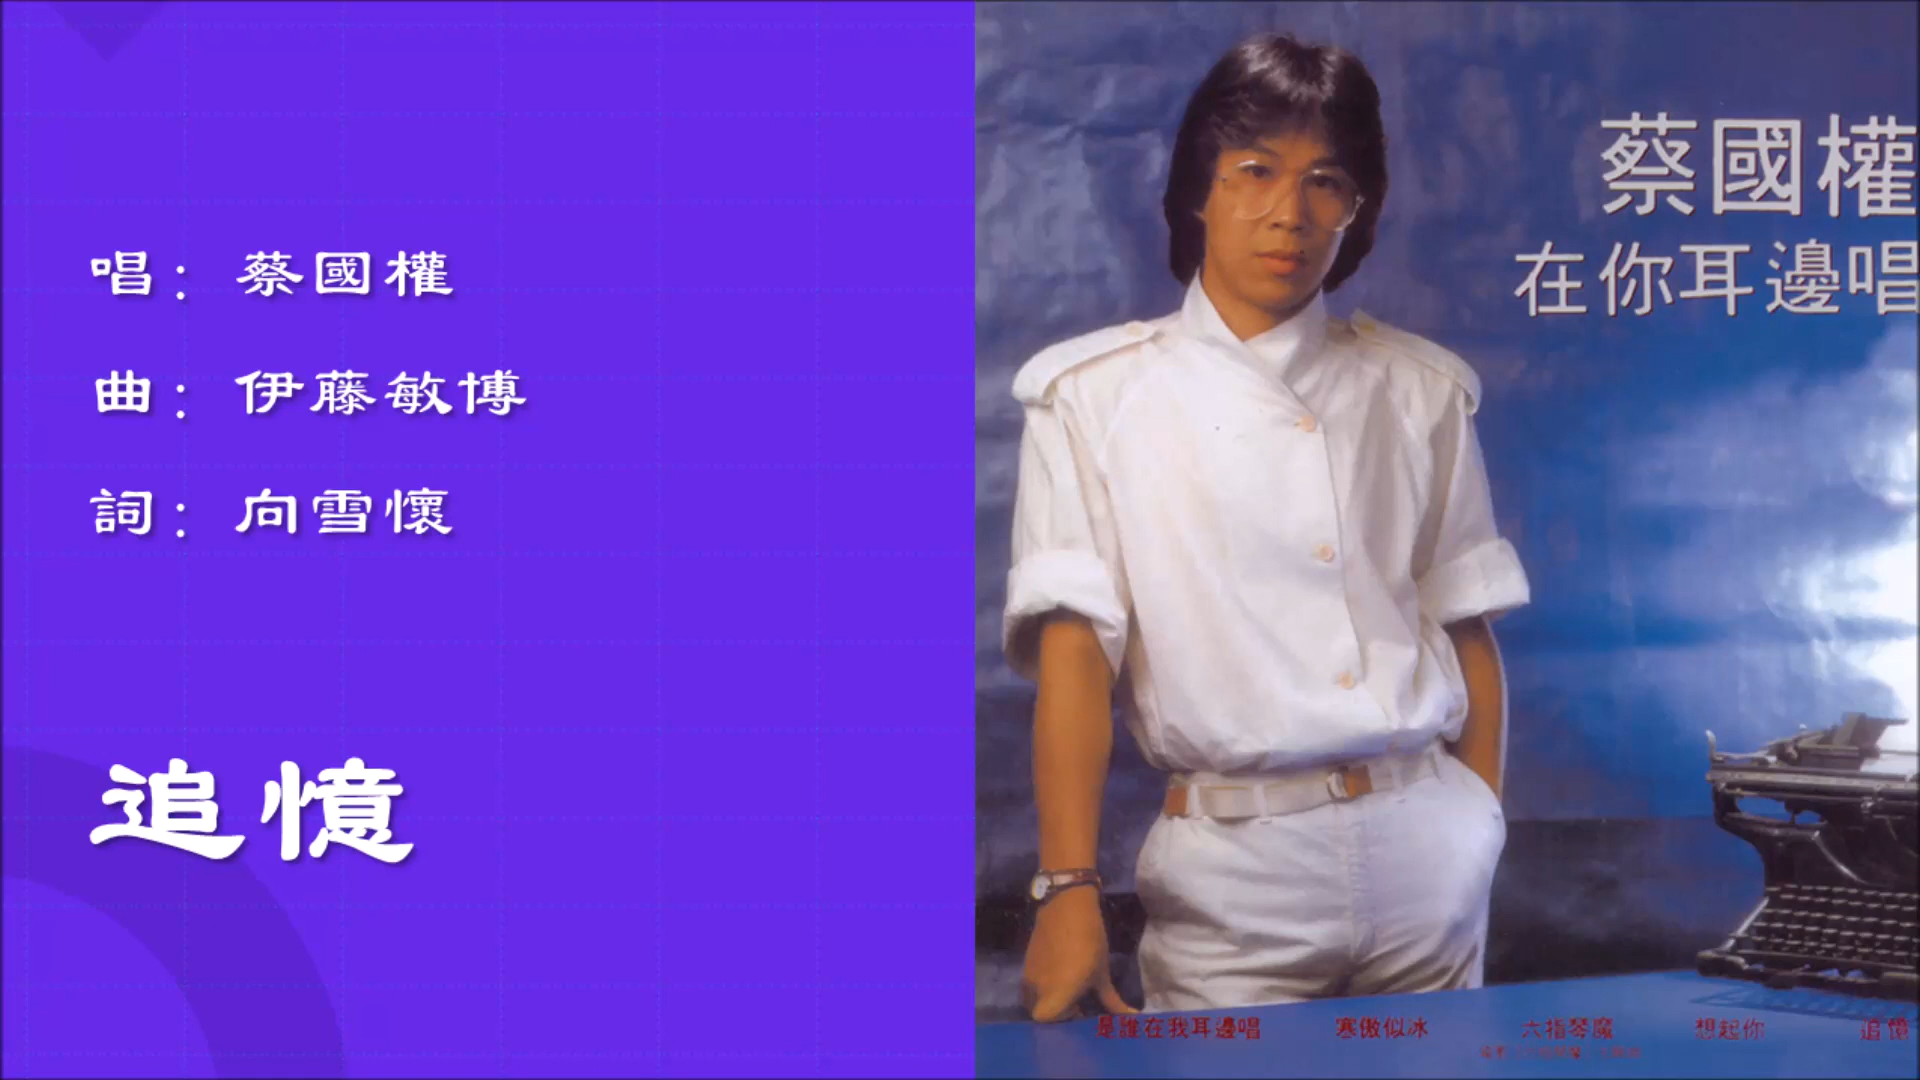 唱：蔡國權
曲：伊藤敏博
詞：向雪懷
追憶
蔡國權
在你耳邊唱
是誰在我耳邊唱 寒傲似冰 六指琴魔 想起你 追憶